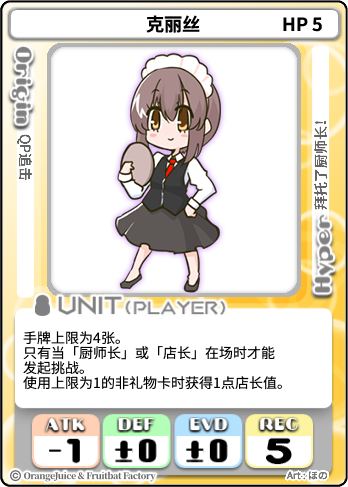 克丽丝
HP 5
Origin
QP追击
Hyper
拜托了厨师长!
UNIT(PLAYER)
手牌上限为4张。
只有当「厨师长」或「店长」在场时才能
发起挑战。
使用上限为1的非礼物卡时获得1点店长值。
ATK
DEF
EVD
REC
-1
±0
±0
5
© OrangeJuice & Fruitbat Factory
Art : ほの